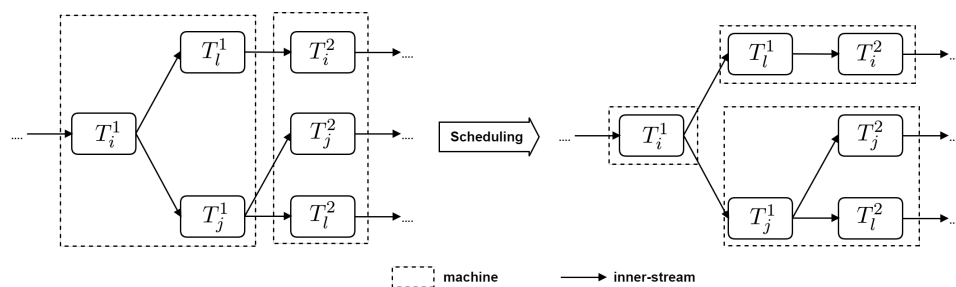 T_l^1 T_i^2 ....
.... T_i^1 T_j^2 ....
T_j^1 T_l^2 ....
Scheduling
T_l^1 T_i^2 ..
.... T_i^1 T_j^2 ..
T_j^1 T_l^2 ..
machine inner-stream